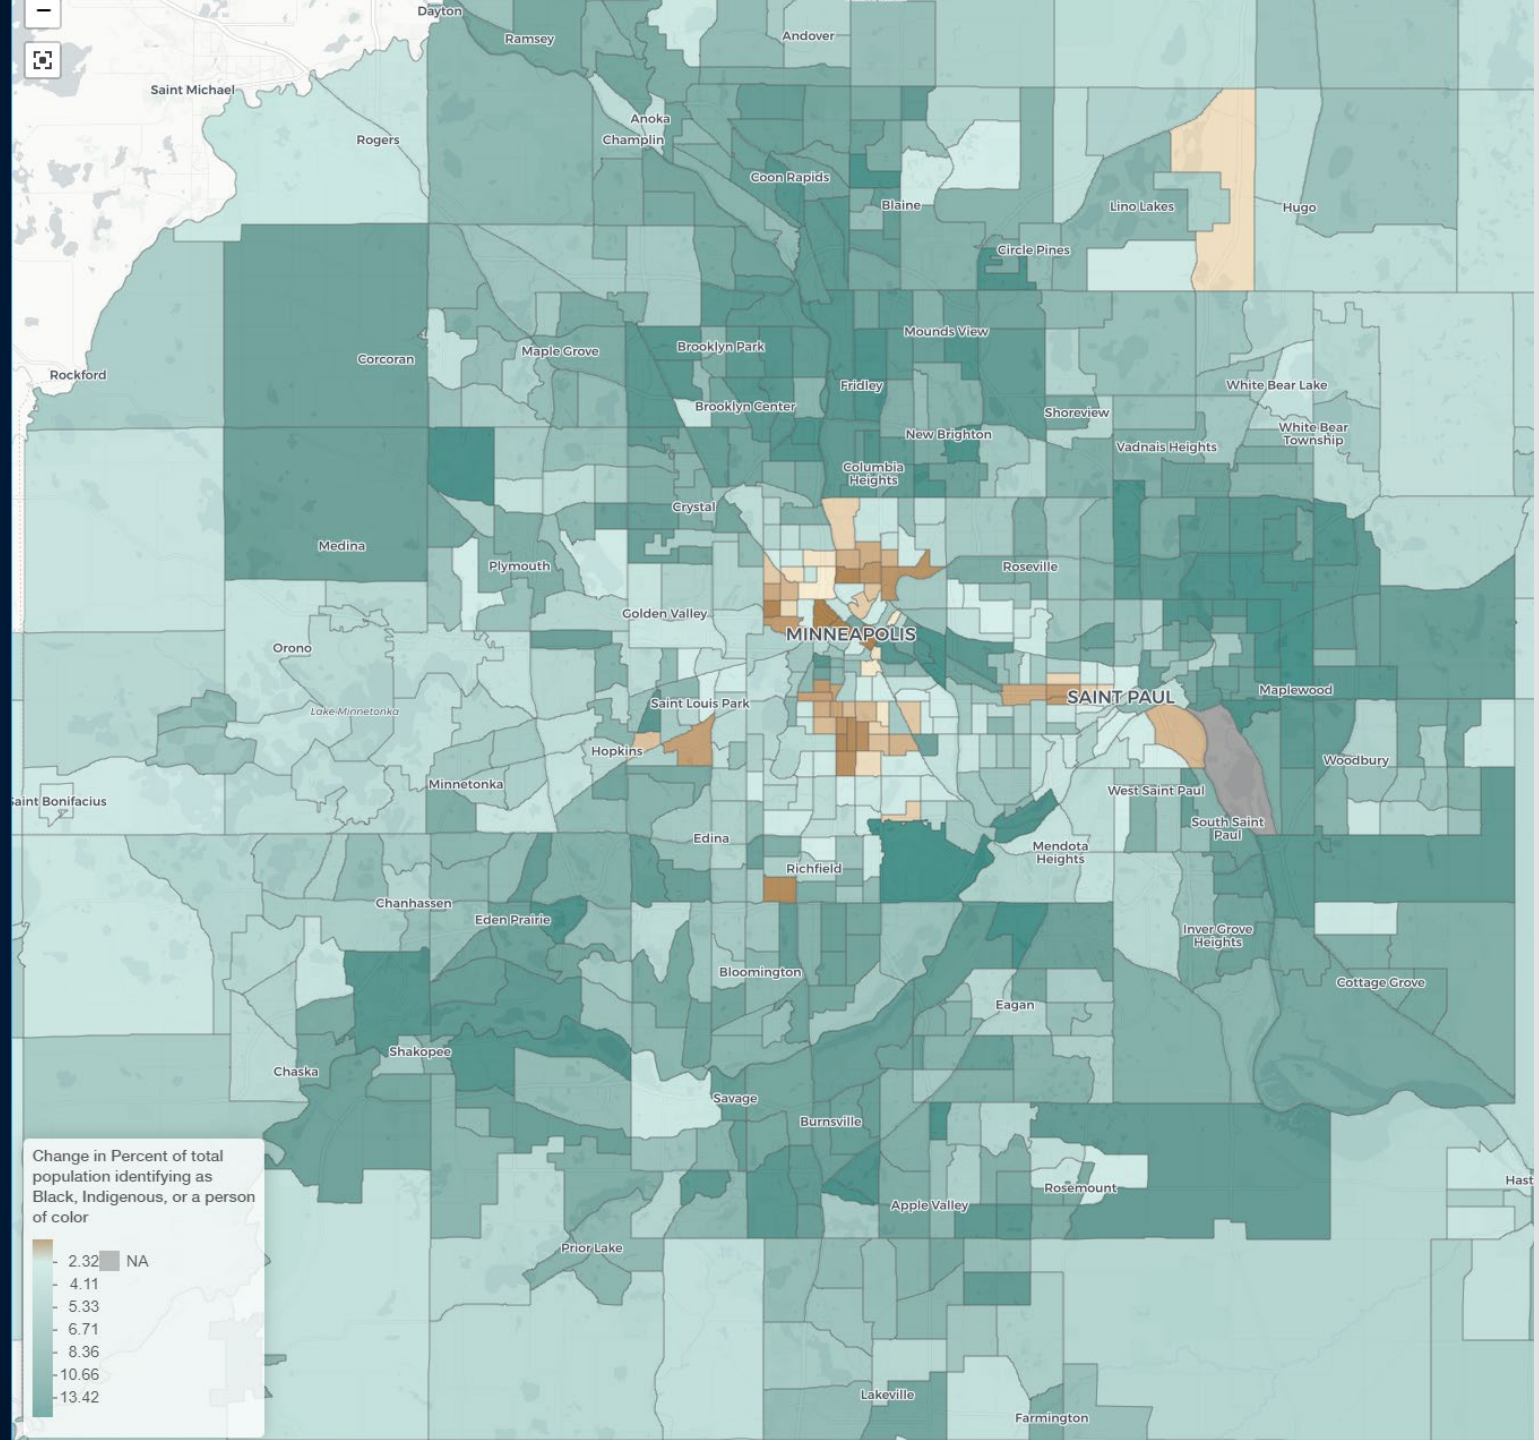 Dayton
Ramsey
Andover
Saint Michael
Rogers
Anoka
Champlin
Coon Rapids
Blaine
Lino Lakes
Hugo
Circle Pines
Mounds View
Brooklyn Park
Maple Grove
Corcoran
Rockford
Fridley
White Bear Lake
Brooklyn Center
Shoreview
New Brighton
White Bear
Township
Vadnais Heights
Columbia
Heights
Crystal
Medina
Plymouth
Roseville
Golden Valley
MINNEAPOLIS
Orono
Maplewood
SAINT PAUL
Saint Louis Park
Lake Minnetonka
Hopkins
Woodbury
Minnetonka
West Saint Paul
aint Bonifacius
South Saint
Paul
Edina
Mendota
Heights
Richfield
Chanhassen
Eden Prairie
Inver Grove
Heights
Bloomington
Cottage Grove
Eagan
Shakopee
Chaska
Savage
Burnsville
Rosemount
Hast
Apple Valley
Prior Lake
Lakeville
Farmington
Change in Percent of total
population identifying as
Black, Indigenous, or a person
of color
2.32 NA
4.11
5.33
6.71
8.36
10.66
13.42